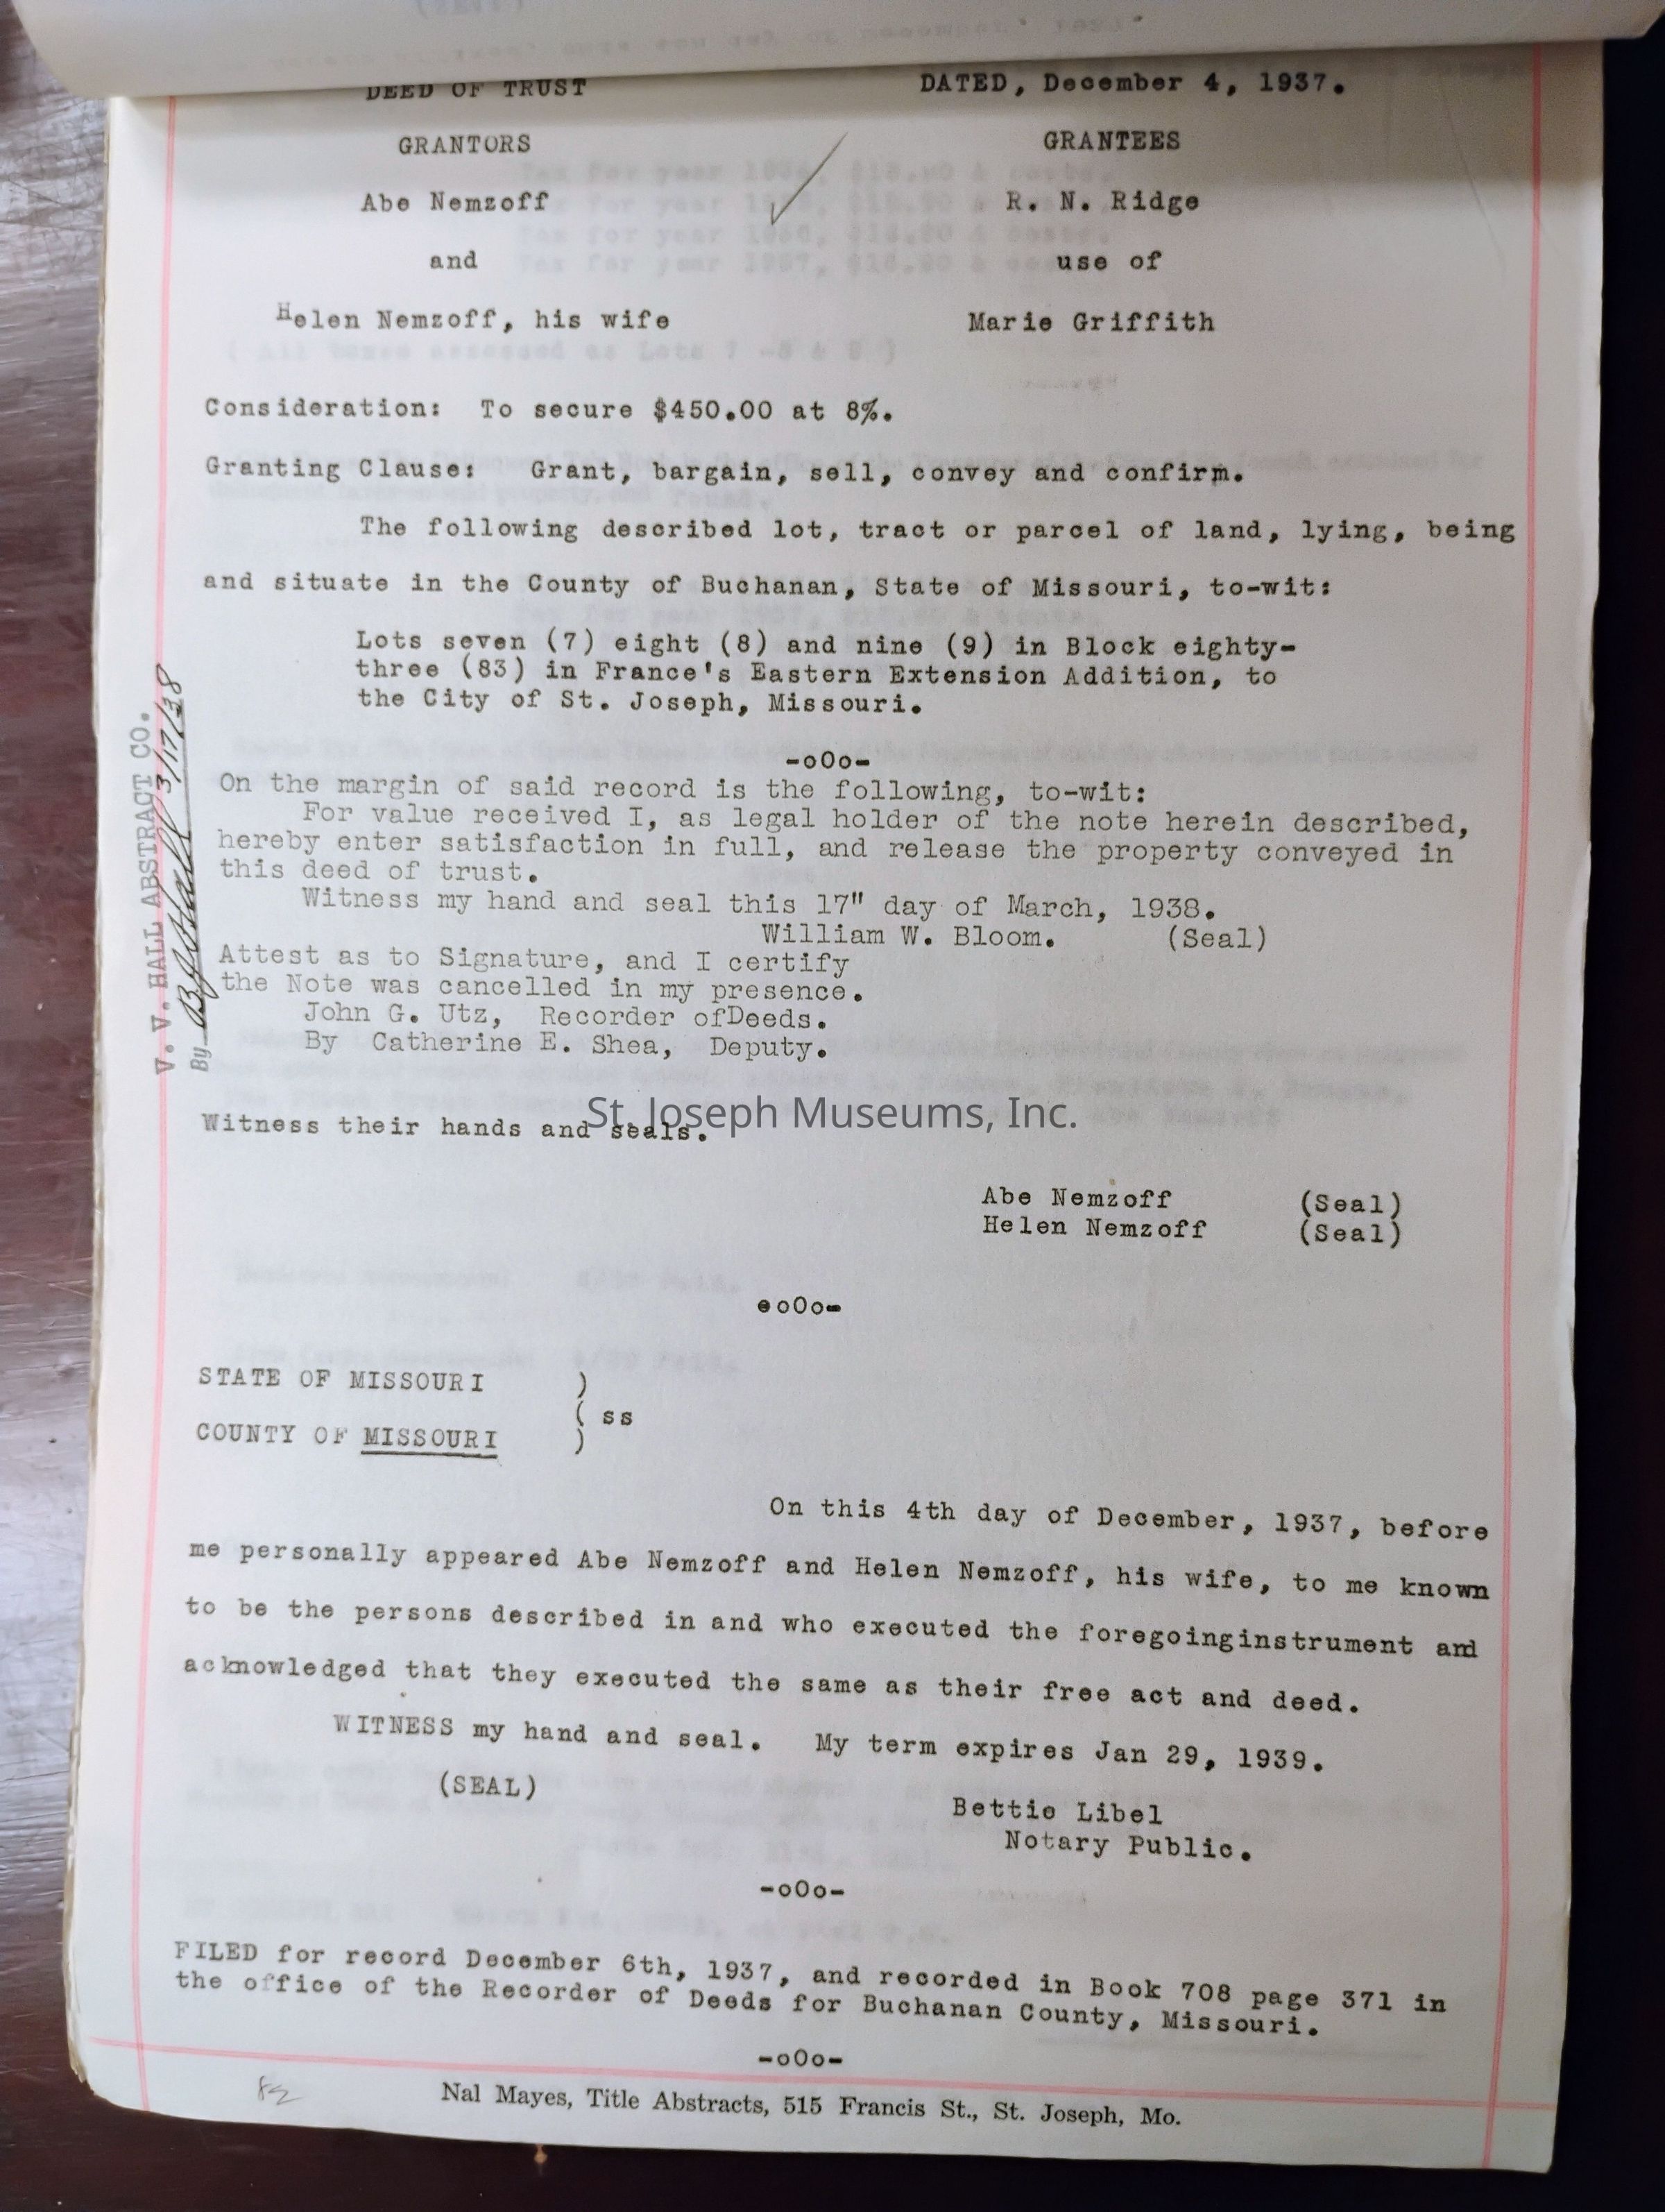 DEED OF TRUST DATED, December 4, 1937.
GRANTORS GRANTEES
Abe Nemzoff R. N. Ridge
and use of
Helen Nemzoff, his wife Marie Griffith
Consideration: To secure $450.00 at 8%.
Granting Clause: Grant, bargain, sell, convey and confirm.
The following described lot, tract or parcel of land, lying, being
and situate in the County of Buchanan, State of Missouri, to-wit:
Lots seven (7) eight (8) and nine (9) in Block eighty-
three (83) in France's Eastern Extension Addition, to
the City of St. Joseph, Missouri.
-oOo-
On the margin of said record is the following, to-wit:
For value received I, as legal holder of the note herein described,
hereby enter satisfaction in full, and release the property conveyed in
this deed of trust.
Witness my hand and seal this 17" day of March, 1938.
William W. Bloom. (Seal)
Attest as to Signature, and I certify
the Note was cancelled in my presence.
John G. Utz, Recorder ofDeeds.
By Catherine E. Shea, Deputy.
V. V. HALL ABSTRACT CO.
By 3/17/38
St. Joseph Museums, Inc.
Witness their hands and seals.
Abe Nemzoff (Seal)
Helen Nemzoff (Seal)
eoOo-
STATE OF MISSOURI )
( ss
COUNTY OF MISSOURI )
On this 4th day of December, 1937, before
me personally appeared Abe Nemzoff and Helen Nemzoff, his wife, to me known
to be the persons described in and who executed the foregoinginstrument and
acknowledged that they executed the same as their free act and deed.
WITNESS my hand and seal. My term expires Jan 29, 1939.
(SEAL)
Bettie Libel
Notary Public.
-oOo-
FILED for record December 6th, 1937, and recorded in Book 708 page 371 in
the office of the Recorder of Deeds for Buchanan County, Missouri.
-oOo-
Nal Mayes, Title Abstracts, 515 Francis St., St. Joseph, Mo.